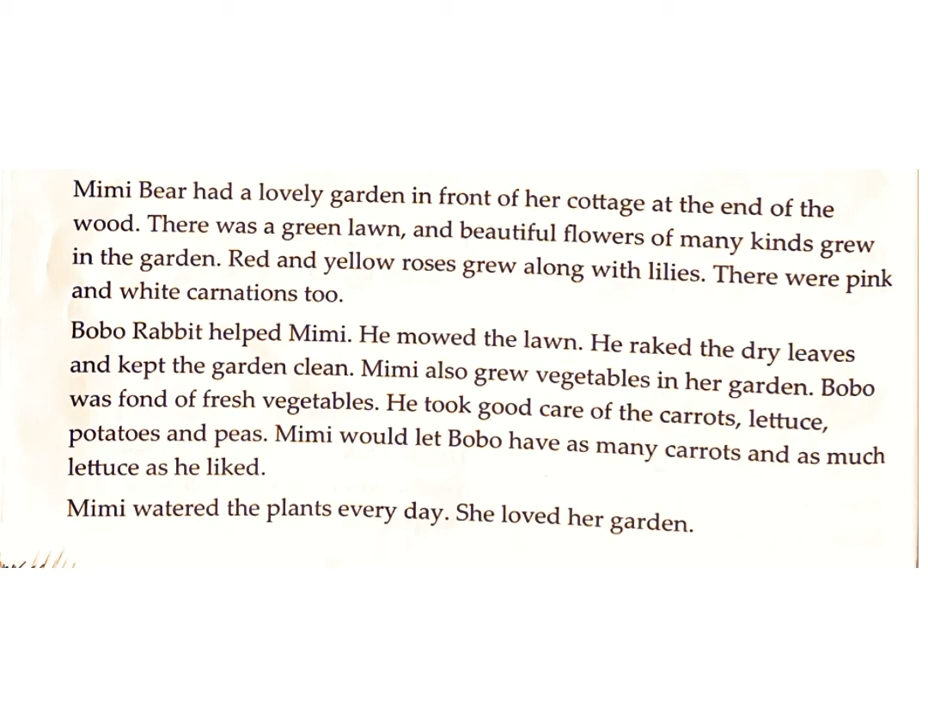 Mimi Bear had a lovely garden in front of her cottage at the end of the
wood. There was a green lawn, and beautiful flowers of many kinds grew
in the garden. Red and yellow roses grew along with lilies. There were pink
and white carnations too.
Bobo Rabbit helped Mimi. He mowed the lawn. He raked the dry leaves
and kept the garden clean. Mimi also grew vegetables in her garden. Bobo
was fond of fresh vegetables. He took good care of the carrots, lettuce,
potatoes and peas. Mimi would let Bobo have as many carrots and as much
lettuce as he liked.
Mimi watered the plants every day. She loved her garden.